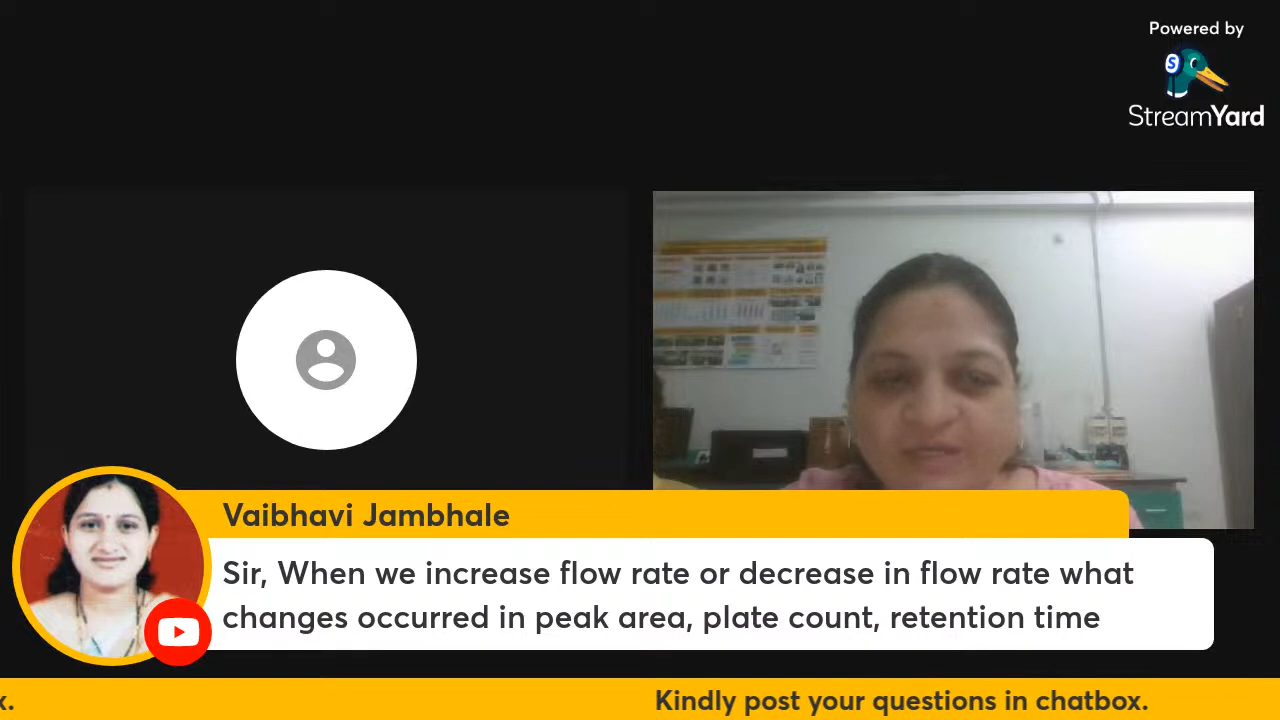 Powered by
S
StreamYard
Vaibhavi Jambhale
Sir, When we increase flow rate or decrease in flow rate what
changes occurred in peak area, plate count, retention time
x.
Kindly post your questions in chatbox.